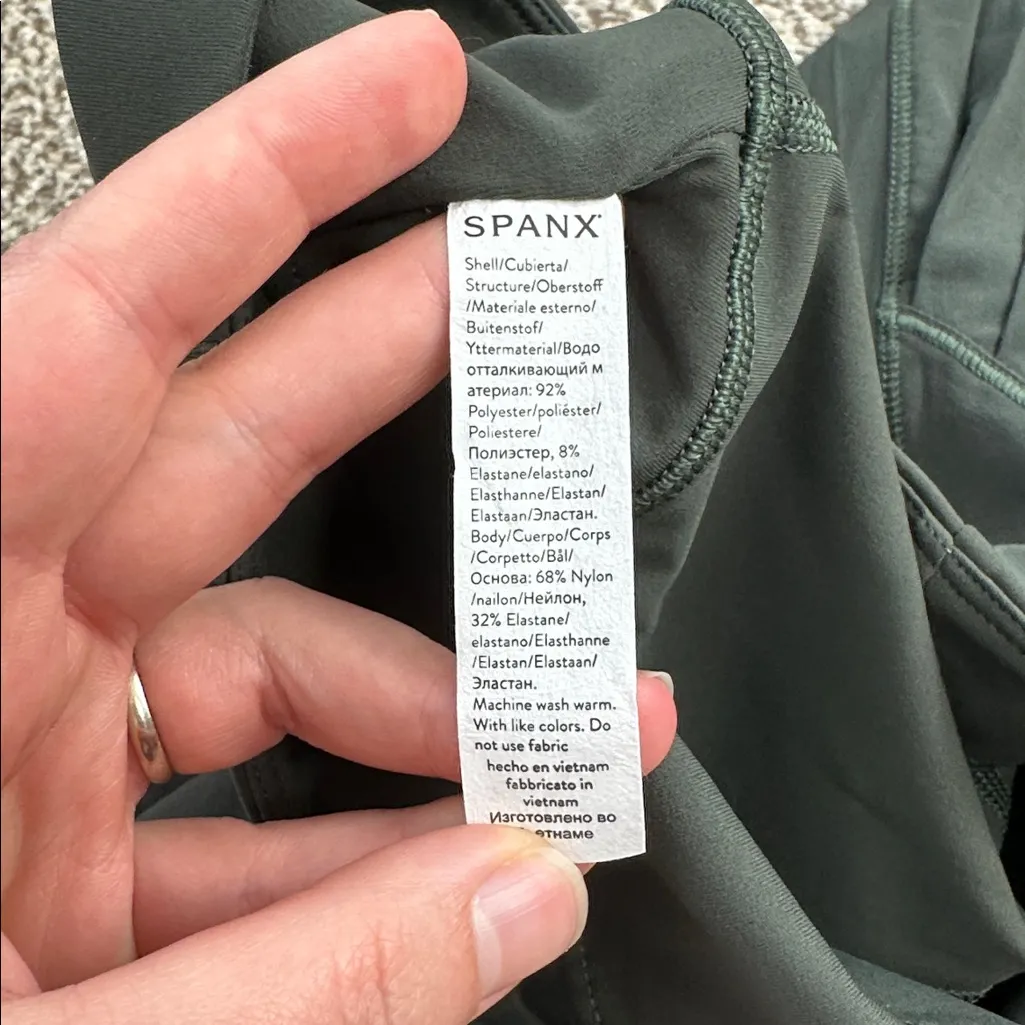 SPANX®
Shell/Cubierta/
Structure/Oberstoff
/Materiale esterno/
Buitenstof/
Yttermaterial/Водо
отталкивающий м
атериал: 92%
Polyester/poliéster/
Poliestere/
Полиэстер, 8%
Elastane/elastano/
Elasthanne/Elastan/
Elastaan/Эластан.
Body/Cuerpo/Corps
/Corpetto/Bål/
Основа: 68% Nylon
/nailon/Нейлон,
32% Elastane/
elastano/Elasthanne
/Elastan/Elastaan/
Эластан.
Machine wash warm.
With like colors. Do
not use fabric
hecho en vietnam
fabbricato in
vietnam
Изготовлено во